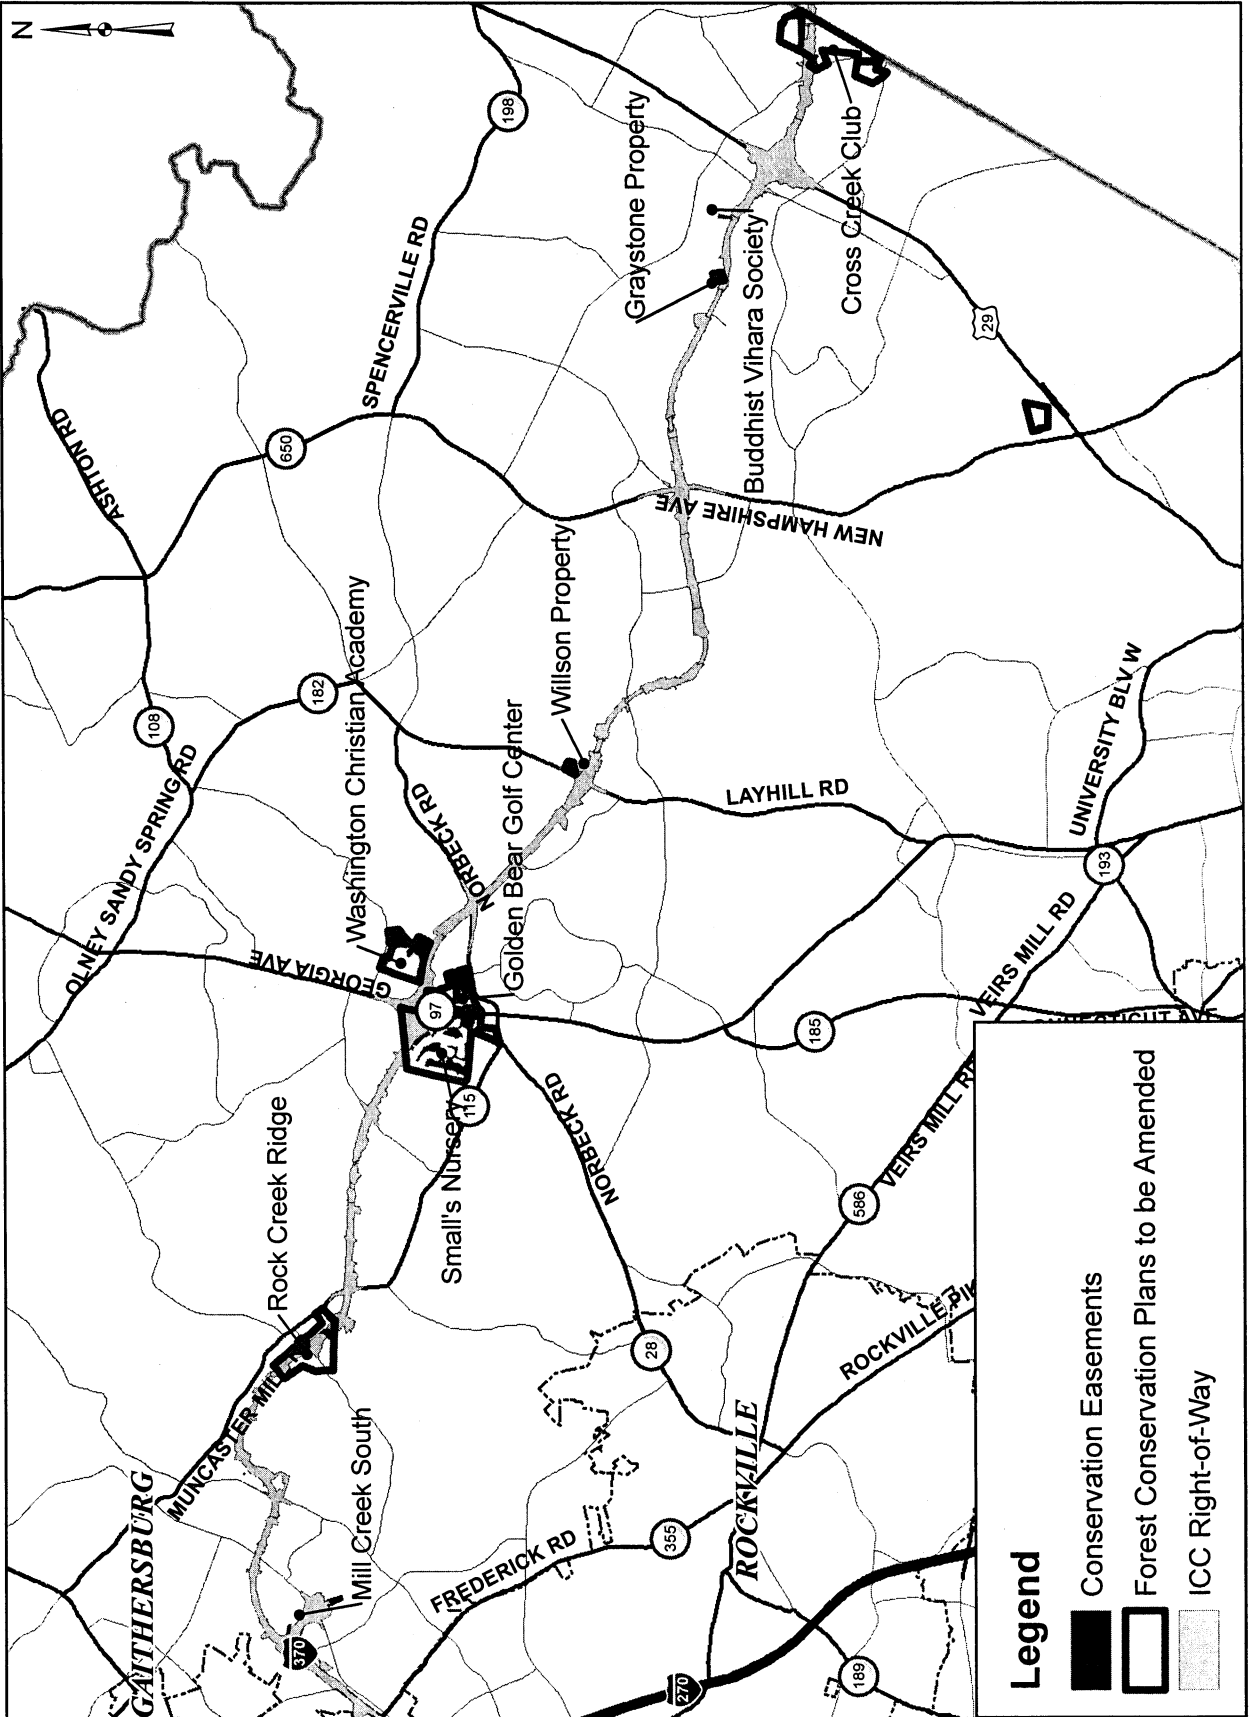 N
GAITHERSBURG
MUNCASTER MIL
Rock Creek Ridge
Mill Creek South
370
FREDERICK RD
355
270
189
ROCKVILLE
28
ROCKVILLE PIK
586
VEIRS MILL RD
VEIRS MILL RD
185
193
UNIVERSITY BLV W
NORBECK RD
115
Small's Nursery
97
GEORGIA AVE
OLNEY SANDY SPRING RD
108
Washington Christian Academy
182
NORBECK RD
Golden Bear Golf Center
Willson Property
LAYHILL RD
ASHTON RD
650
SPENCERVILLE RD
198
NEW HAMPSHIRE AVE
Graystone Property
Buddhist Vihara Society
Cross Creek Club
29
Legend
Conservation Easements
Forest Conservation Plans to be Amended
ICC Right-of-Way